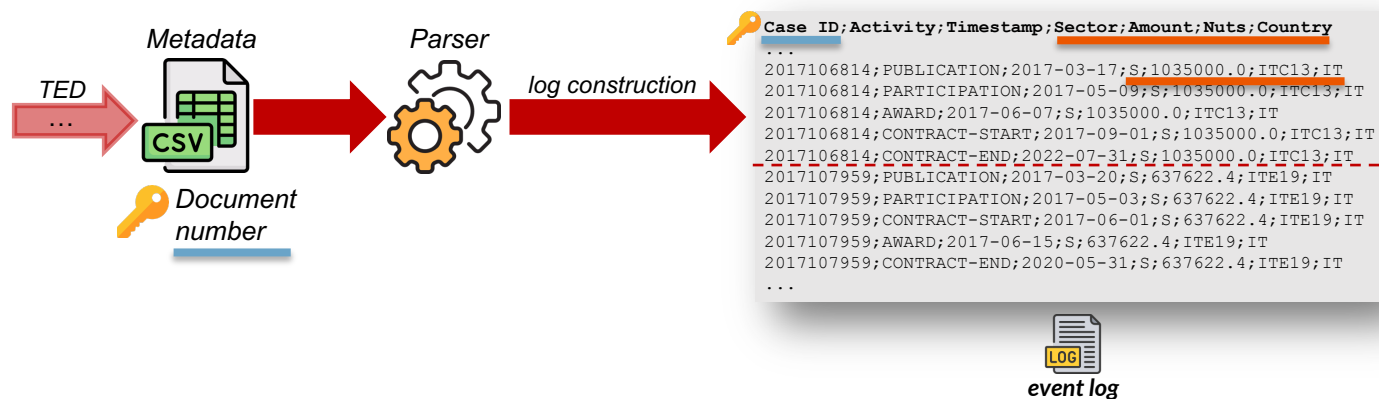 TED
...
Metadata
CSV
Document
number
Parser
log construction
Case ID;Activity;Timestamp;Sector;Amount;Nuts;Country
...
2017106814;PUBLICATION;2017-03-17;S;1035000.0;ITC13;IT
2017106814;PARTICIPATION;2017-05-09;S;1035000.0;ITC13;IT
2017106814;AWARD;2017-06-07;S;1035000.0;ITC13;IT
2017106814;CONTRACT-START;2017-09-01;S;1035000.0;ITC13;IT
2017106814;CONTRACT-END;2022-07-31;S;1035000.0;ITC13;IT
2017107959;PUBLICATION;2017-03-20;S;637622.4;ITE19;IT
2017107959;PARTICIPATION;2017-05-03;S;637622.4;ITE19;IT
2017107959;CONTRACT-START;2017-06-01;S;637622.4;ITE19;IT
2017107959;AWARD;2017-06-15;S;637622.4;ITE19;IT
2017107959;CONTRACT-END;2020-05-31;S;637622.4;ITE19;IT
...
LOG
event log